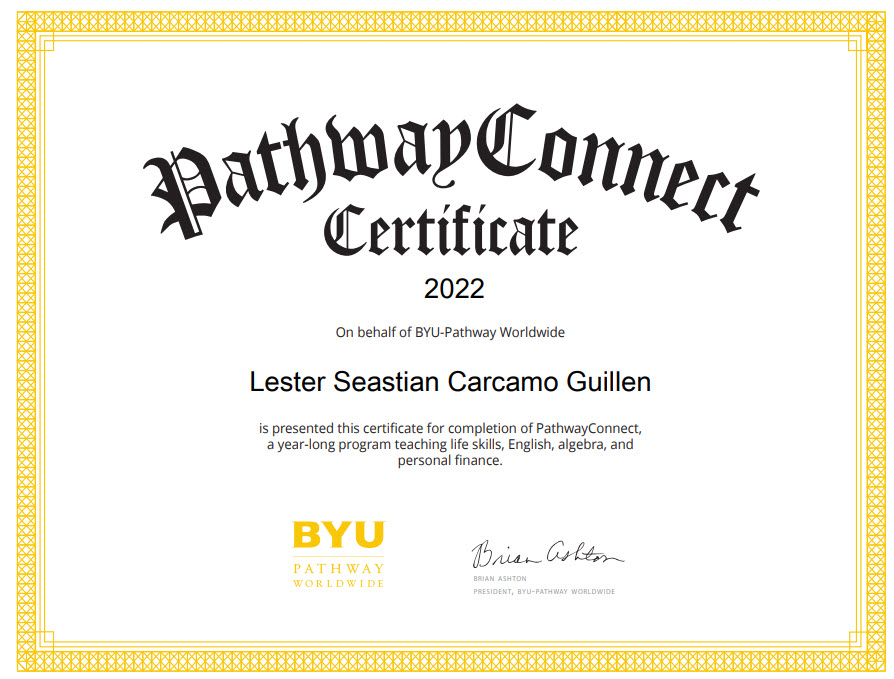 PathwayConnect
Certificate
2022
On behalf of BYU-Pathway Worldwide
Lester Seastian Carcamo Guillen
is presented this certificate for completion of PathwayConnect,
a year-long program teaching life skills, English, algebra, and
personal finance.
BYU
PATHWAY
WORLDWIDE
Brian Ashton
BRIAN ASHTON
PRESIDENT, BYU-PATHWAY WORLDWIDE